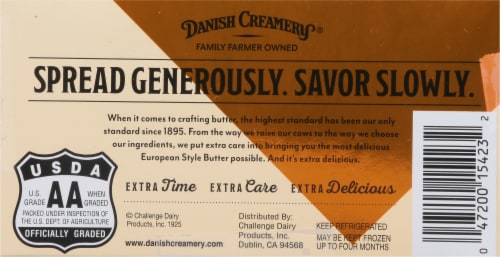 DANISH CREAMERY®
FAMILY FARMER OWNED
SPREAD GENEROUSLY. SAVOR SLOWLY.
When it comes to crafting butter, the highest standard has been our only
standard since 1895. From the way we raise our cows to the way we choose
our ingredients, we put extra care into bringing you the most delicious
European Style Butter possible. And it's extra delicious.
EXTRA Time EXTRA Care EXTRA Delicious
USDA
U.S. GRADE AA WHEN GRADED
PACKED UNDER INSPECTION OF
THE U.S. DEPT. OF AGRICULTURE
OFFICIALLY GRADED
© Challenge Dairy
Products, Inc. 1925
www.danishcreamery.com
Distributed By:
Challenge Dairy
Products, Inc.
Dublin, CA 94568
KEEP REFRIGERATED
MAY BE KEPT FROZEN
UP TO FOUR MONTHS
0 47200 15423 2